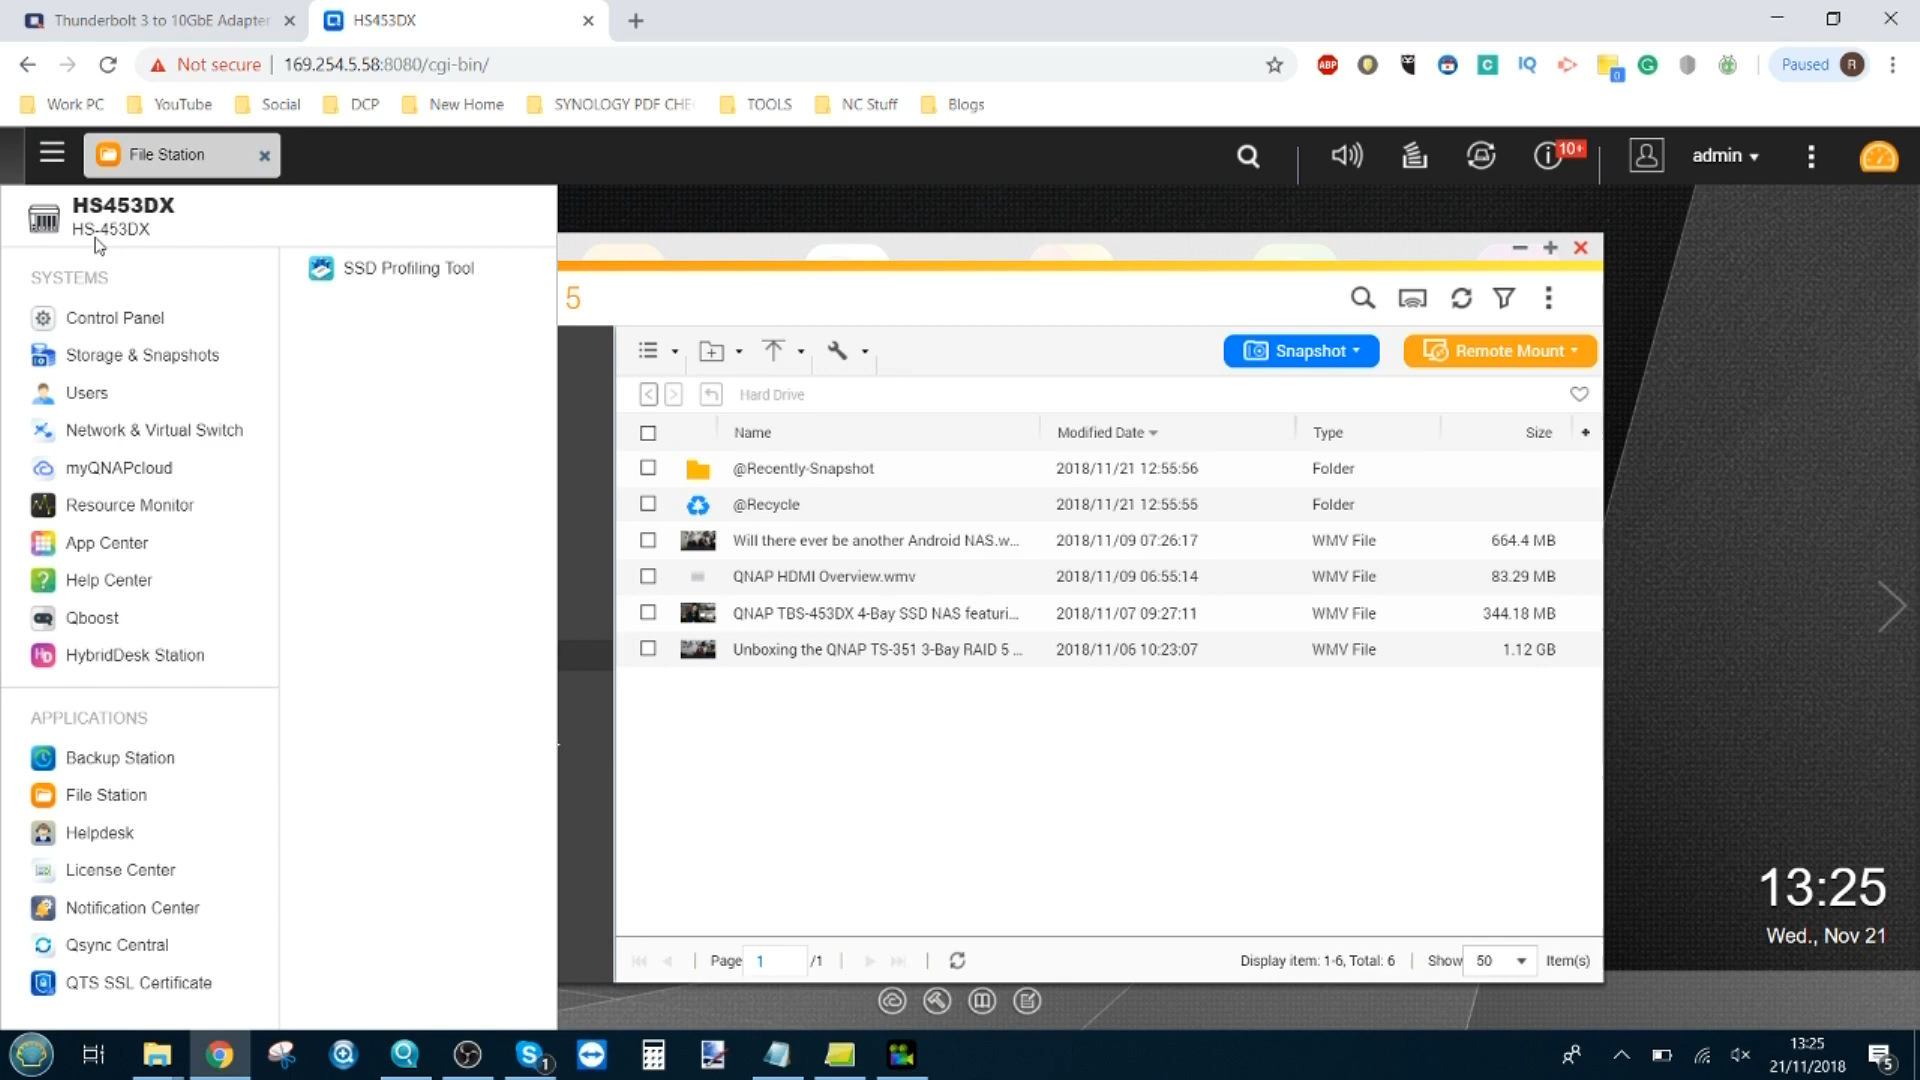 Thunderbolt 3 to 10GbE Adapter
HS453DX
Not secure | 169.254.5.58:8080/cgi-bin/
ABP
C
IQ
0
G
Paused R
Work PC
YouTube
Social
DCP
New Home
SYNOLOGY PDF CHE
TOOLS
NC Stuff
Blogs
File Station
10+
admin
HS453DX
HS-453DX
SYSTEMS
Control Panel
Storage & Snapshots
Users
Network & Virtual Switch
myQNAPcloud
Resource Monitor
App Center
Help Center
Qboost
HybridDesk Station
APPLICATIONS
Backup Station
File Station
Helpdesk
License Center
Notification Center
Qsync Central
QTS SSL Certificate
SSD Profiling Tool
5
Snapshot
Remote Mount
Hard Drive
Name Modified Date Type Size
@Recently-Snapshot 2018/11/21 12:55:56 Folder
@Recycle 2018/11/21 12:55:55 Folder
Will there ever be another Android NAS.w... 2018/11/09 07:26:17 WMV File 664.4 MB
QNAP HDMI Overview.wmv 2018/11/09 06:55:14 WMV File 83.29 MB
QNAP TBS-453DX 4-Bay SSD NAS featuri... 2018/11/07 09:27:11 WMV File 344.18 MB
Unboxing the QNAP TS-351 3-Bay RAID 5 ... 2018/11/06 10:23:07 WMV File 1.12 GB
Page 1 /1
Display item: 1-6, Total: 6 | Show 50 Item(s)
13:25
Wed., Nov 21
1
13:25
21/11/2018
5